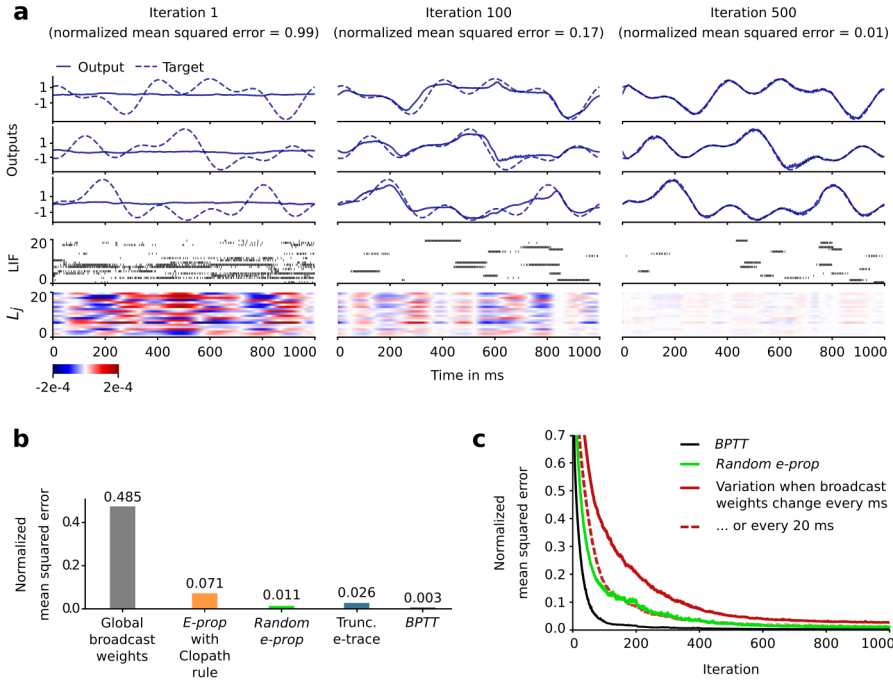 a
Iteration 1
(normalized mean squared error = 0.99)
Iteration 100
(normalized mean squared error = 0.17)
Iteration 500
(normalized mean squared error = 0.01)
Output
Target
Outputs
1
-1
1
-1
1
-1
LIF
20
0
Lj
20
0
0 200 400 600 800 1000
0 200 400 600 800 1000
0 200 400 600 800 1000
Time in ms
-2e-4 2e-4
b
Normalized
mean squared error
0.4
0.2
0.0
0.485
0.071
0.011
0.026
0.003
Global
broadcast
weights
E-prop
with
Clopath
rule
Random
e-prop
Trunc.
e-trace
BPTT
c
Normalized
mean squared error
0.7
0.6
0.5
0.4
0.3
0.2
0.1
0.0
BPTT
Random e-prop
Variation when broadcast
weights change every ms
... or every 20 ms
0 200 400 600 800 1000
Iteration